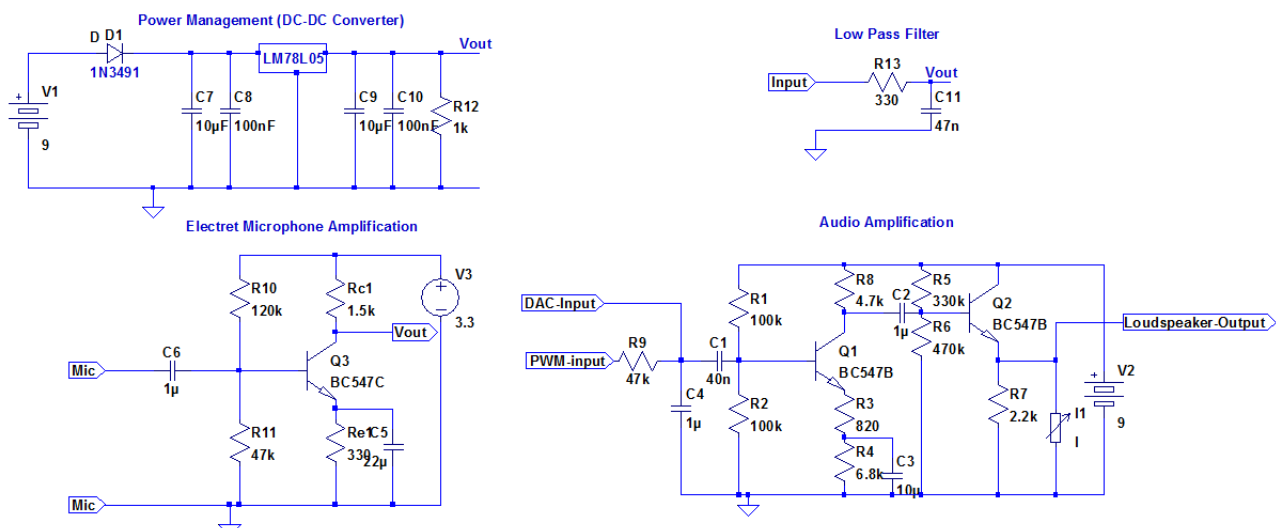 Power Management (DC-DC Converter)
D D1
1N3491
LM78L05
Vout
V1
9
C7
10µF
C8
100nF
C9
10µF
C10
100nF
R12
1k
Low Pass Filter
Input
R13
330
Vout
C11
47n
Electret Microphone Amplification
R10
120k
Rc1
1.5k
V3
3.3
Vout
Mic
C6
1µ
Q3
BC547C
R11
47k
Re1
330
C5
22µ
Mic
Audio Amplification
DAC-Input
PWM-input
R9
47k
C4
1µ
C1
40n
R1
100k
R2
100k
R8
4.7k
Q1
BC547B
R3
820
R4
6.8k
C3
10µ
C2
1µ
R5
330k
R6
470k
Q2
BC547B
Loudspeaker-Output
R7
2.2k
I1
I
V2
9